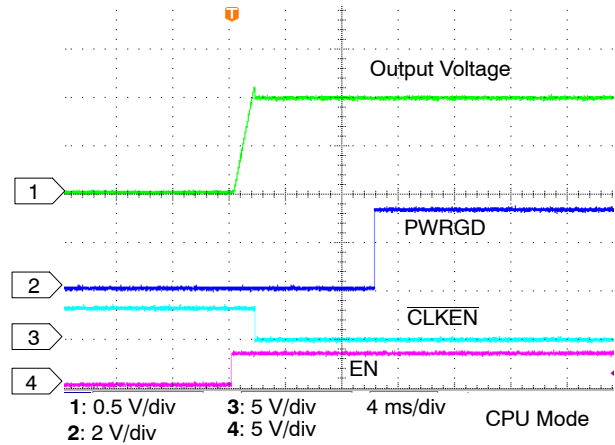 T
Output Voltage
1
PWRGD
2
CLKEN
3
EN
4
1: 0.5 V/div 3: 5 V/div 4 ms/div
2: 2 V/div 4: 5 V/div CPU Mode